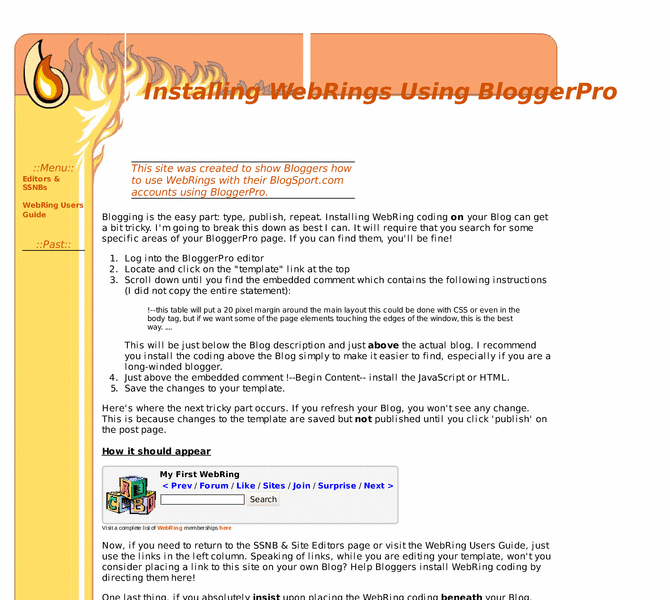 Installing WebRings Using BloggerPro
::Menu::
Editors &
SSNBs
WebRing Users
Guide
::Past::
This site was created to show Bloggers how
to use WebRings with their BlogSport.com
accounts using BloggerPro.
Blogging is the easy part: type, publish, repeat. Installing WebRing coding on your Blog can get
a bit tricky. I'm going to break this down as best I can. It will require that you search for some
specific areas of your BloggerPro page. If you can find them, you'll be fine!
1. Log into the BloggerPro editor
2. Locate and click on the "template" link at the top
3. Scroll down until you find the embedded comment which contains the following instructions
(I did not copy the entire statement):
!--this table will put a 20 pixel margin around the main layout this could be done with CSS or even in the
body tag, but if we want some of the page elements touching the edges of the window, this is the best
way. ....
This will be just below the Blog description and just above the actual blog. I recommend
you install the coding above the Blog simply to make it easier to find, especially if you are a
long-winded blogger.
4. Just above the embedded comment !--Begin Content-- install the JavaScript or HTML.
5. Save the changes to your template.
Here's where the next tricky part occurs. If you refresh your Blog, you won't see any change.
This is because changes to the template are saved but not published until you click 'publish' on
the post page.
How it should appear
My First WebRing
< Prev / Forum / Like / Sites / Join / Surprise / Next >
Search
Visit a complete list of WebRing memberships here
Now, if you need to return to the SSNB & Site Editors page or visit the WebRing Users Guide, just
use the links in the left column. Speaking of links, while you are editing your template, won't you
consider placing a link to this site on your own Blog? Help Bloggers install WebRing coding by
directing them here!
One last thing, if you absolutely insist upon placing the WebRing coding beneath your Blog,